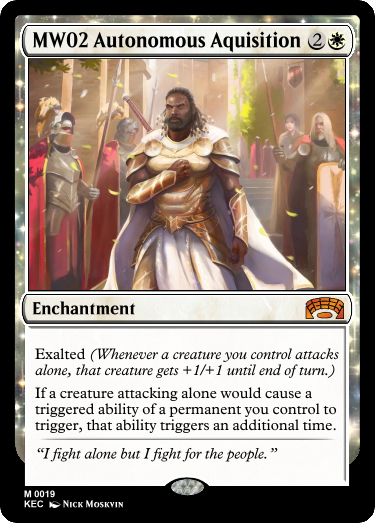 MW02 Autonomous Aquisition 2
Enchantment
Exalted (Whenever a creature you control attacks
alone, that creature gets +1/+1 until end of turn.)
If a creature attacking alone would cause a
triggered ability of a permanent you control to
trigger, that ability triggers an additional time.
“I fight alone but I fight for the people.”
M 0019
KEC Nick Moskvin